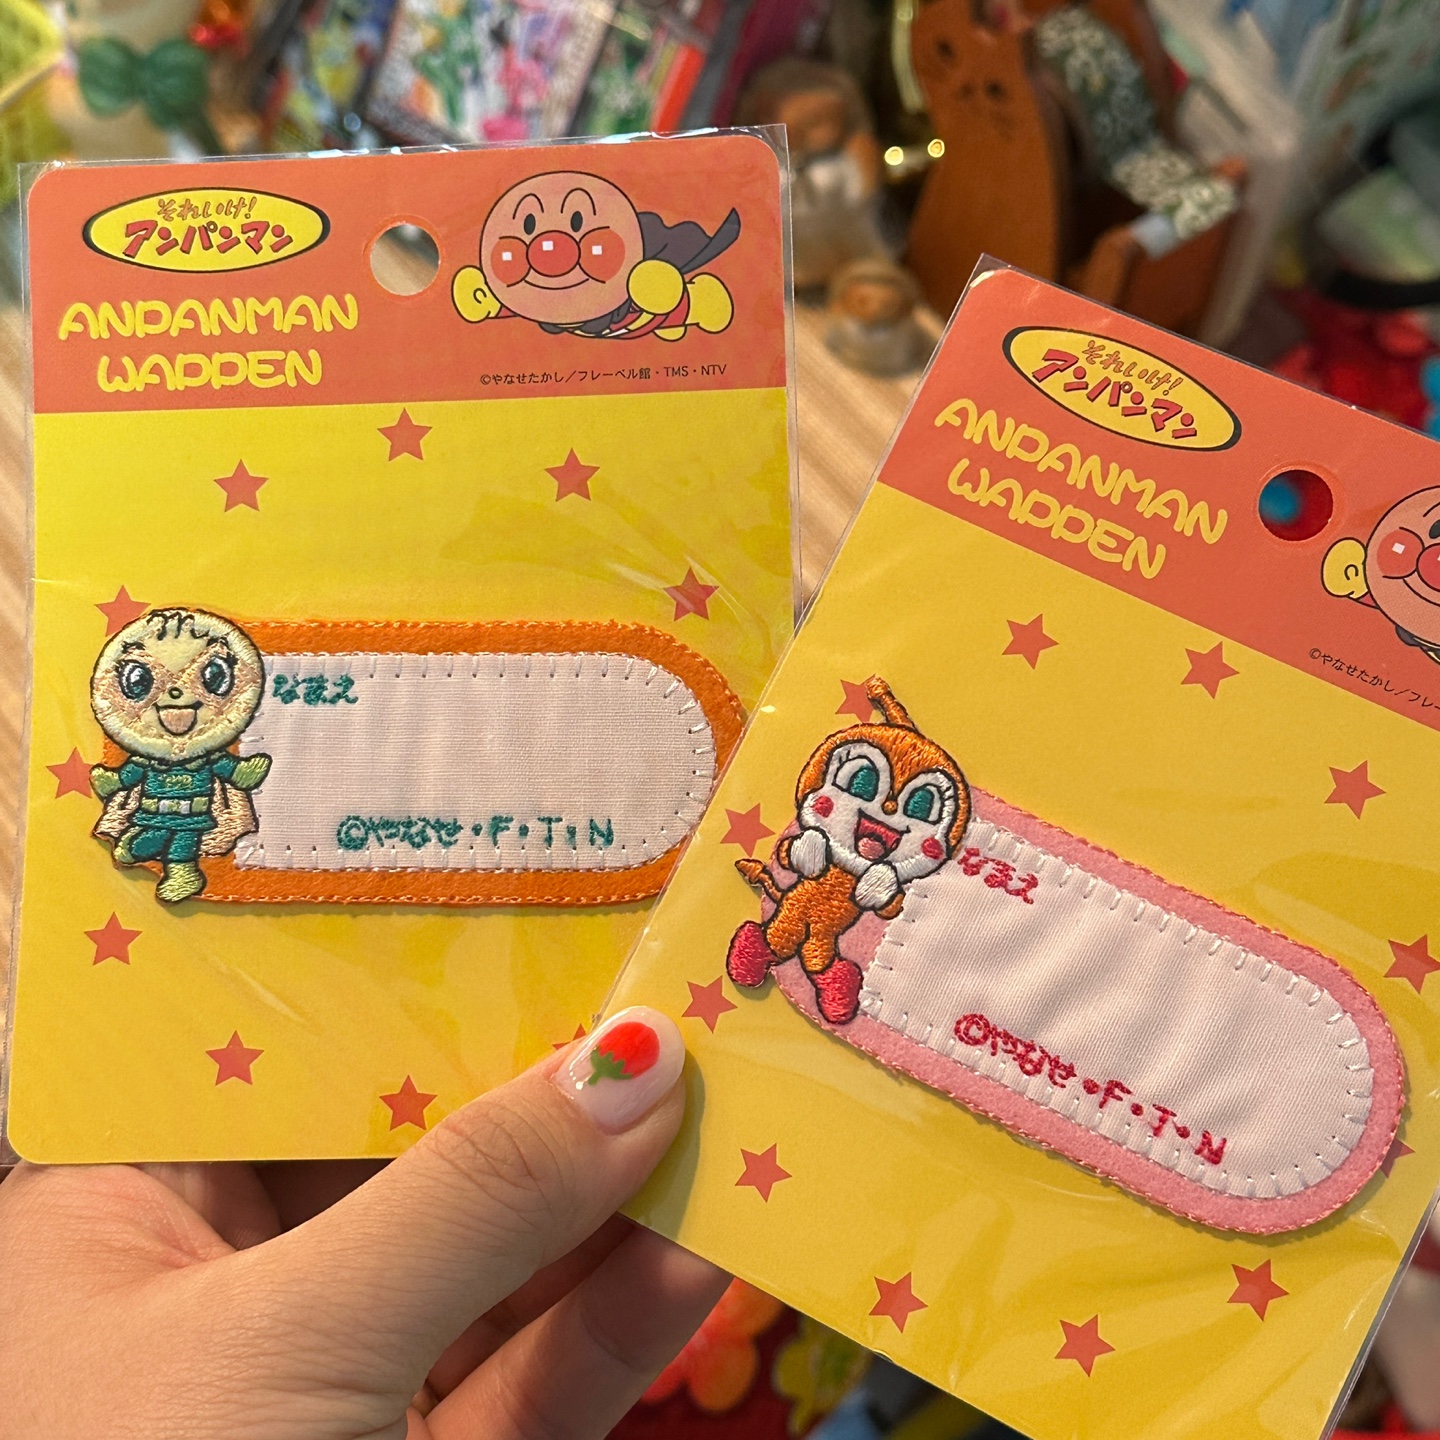 それいけ!
アンパンマン
ANPANMAN
WAPPEN
©やなせたかし/フレーベル館・TMS・NTV
なまえ
©やなせ・F・T・N
それいけ!
アンパンマン
ANPANMAN
WAPPEN
©やなせたかし/フレー
なまえ
©やなせ・F・T・N